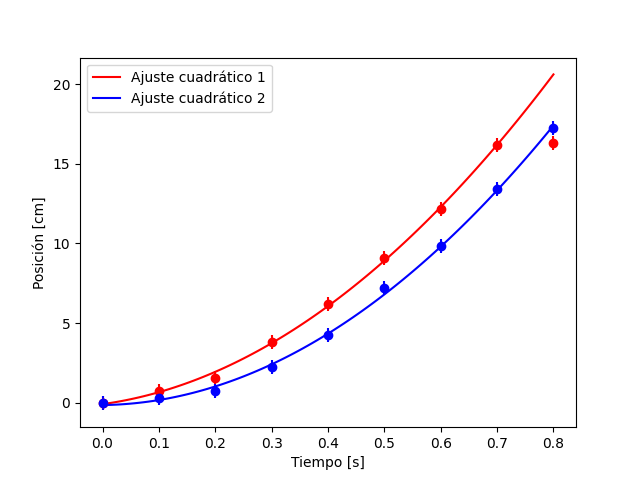 Ajuste cuadrático 1
Ajuste cuadrático 2
20
15
10
5
0
Posición [cm]
0.0 0.1 0.2 0.3 0.4 0.5 0.6 0.7 0.8
Tiempo [s]